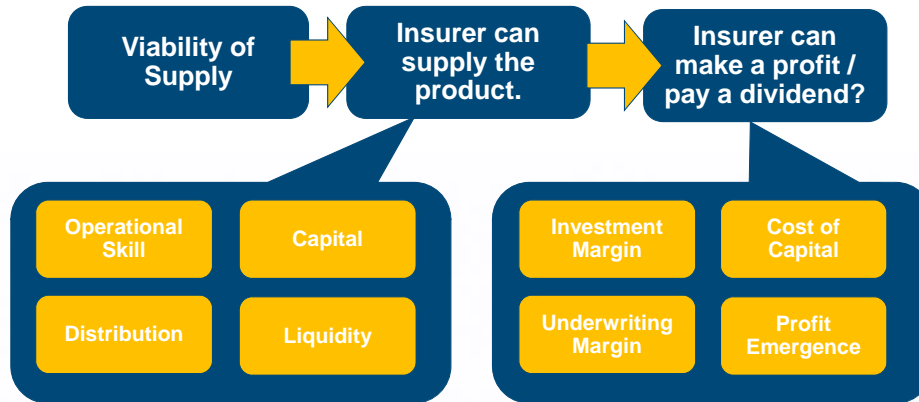 Viability of
Supply
Insurer can
supply the
product.
Insurer can
make a profit /
pay a dividend?
Operational
Skill
Capital
Distribution
Liquidity
Investment
Margin
Cost of
Capital
Underwriting
Margin
Profit
Emergence